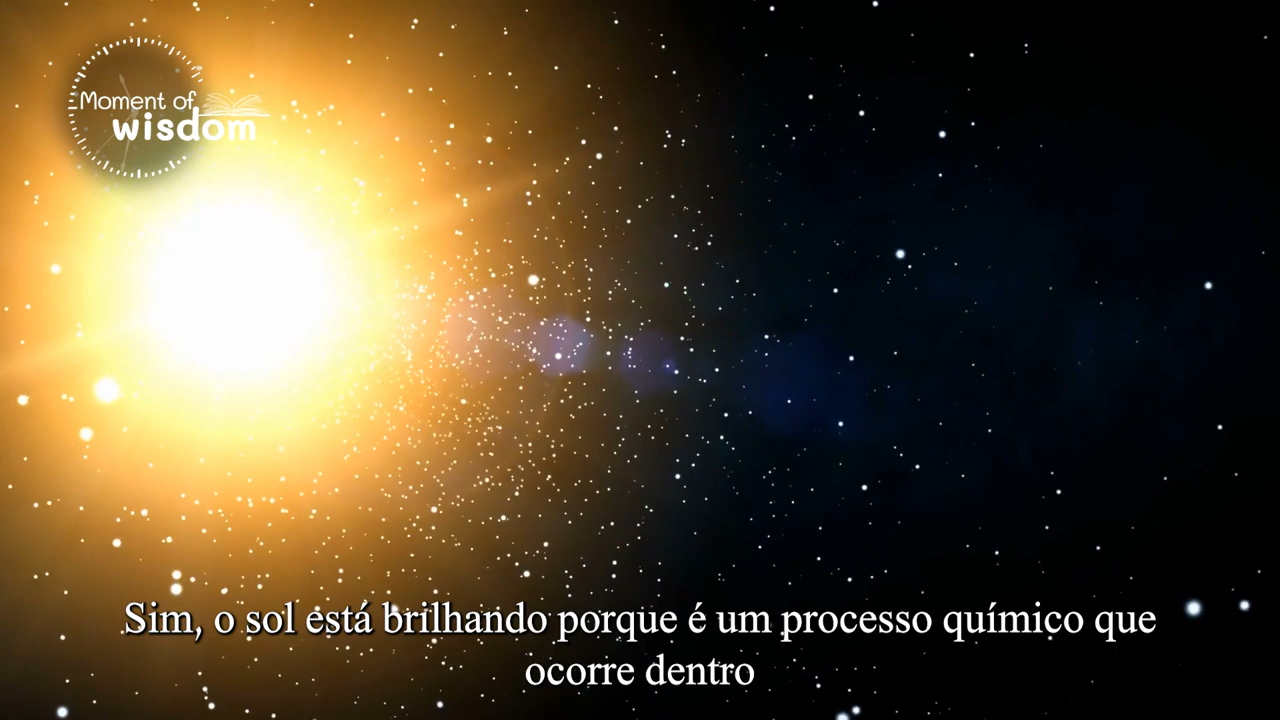 Moment of
wisdom
Sim, o sol está brilhando porque é um processo químico que
ocorre dentro